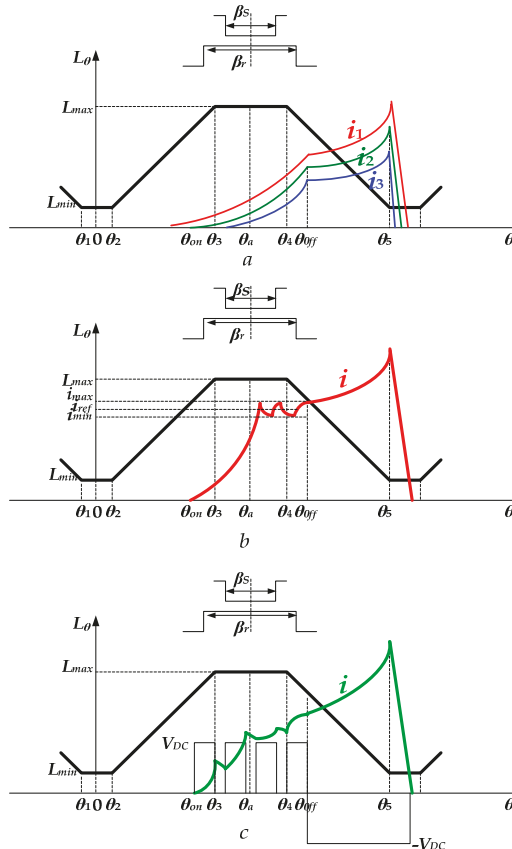 βs
Lθ
βr
Lmax
i1
i2
i3
Lmin
θ1 0 θ2 θon θ3 θa θ4 θoff θ5 θ
a
βs
Lθ
βr
Lmax
imax
iref
imin
i
Lmin
θ1 0 θ2 θon θ3 θa θ4 θoff θ5 θ
b
βs
Lθ
βr
Lmax
i
VDC
Lmin
θ1 0 θ2 θon θ3 θa θ4 θoff θ5 θ
c
-VDC